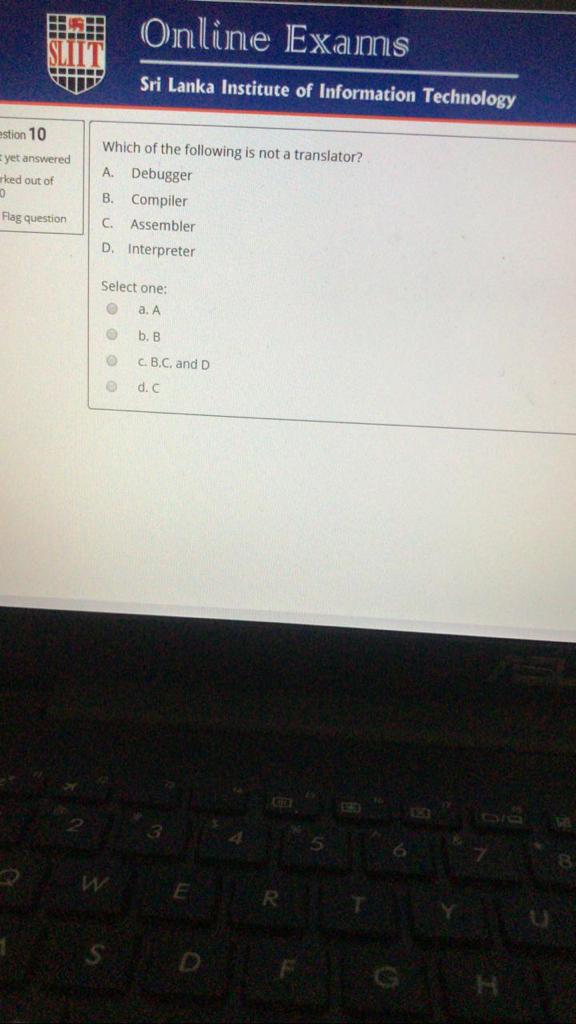 SLIIT
Online Exams
Sri Lanka Institute of Information Technology
estion 10
yet answered
rked out of
0
Flag question
Which of the following is not a translator?
A. Debugger
B. Compiler
C. Assembler
D. Interpreter
Select one:
a. A
b. B
c. B,C, and D
d. C
2 3 4 5 6 7 8
Q W E R T Y U
S D F G H